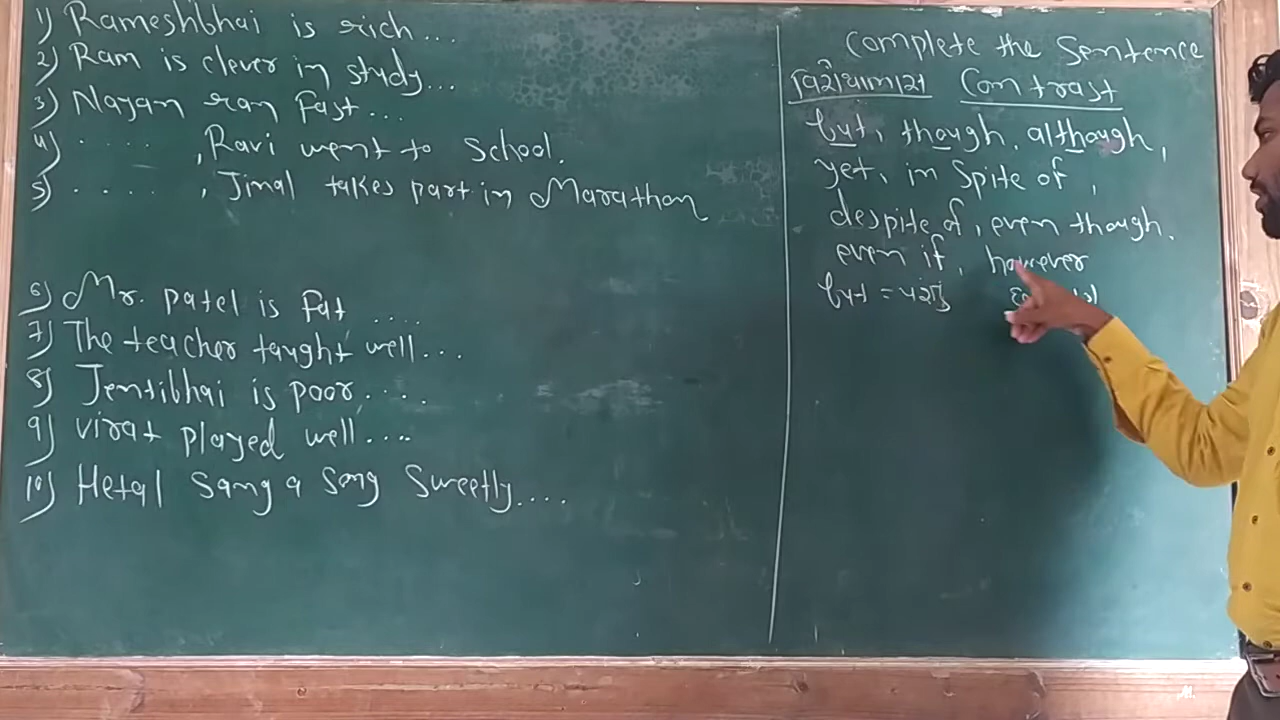 1) Rameshbhai is rich...
2) Ram is clever in study...
3) Nayan ran fast...
4) .... , Ravi went to School.
5) .... , Jinal takes part in Marathon
6) Mr. patel is fat ....
7) The teacher taught well...
8) Jentibhai is poor....
9) virat played well....
10) Hetal Sang a song Sweetly....
Complete the Sentence
વિરોધાભાસ Contrast
but, though, although,
yet, in Spite of,
despite of, even though.
even if, however
but = પરંતુ